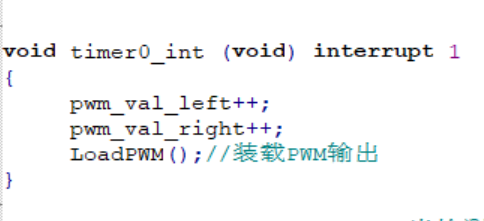 void timer0_int (void) interrupt 1
{
pwm_val_left++;
pwm_val_right++;
LoadPWM();//装载PWM输出
}